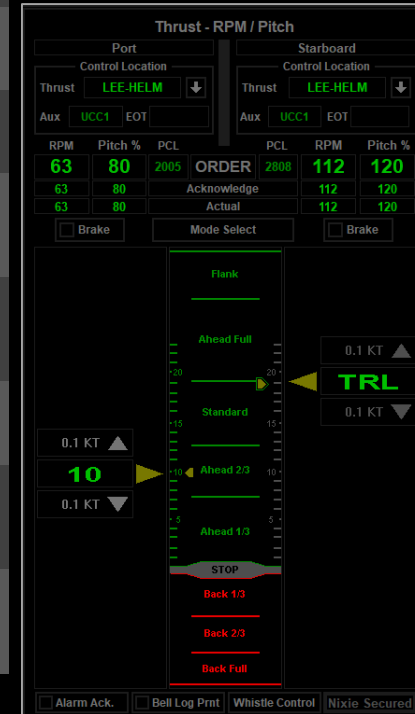 Thrust - RPM / Pitch
Port Starboard
Control Location Control Location
Thrust LEE-HELM Thrust LEE-HELM
Aux UCC1 EOT Aux UCC1 EOT
RPM Pitch % PCL PCL RPM Pitch %
63 80 2005 ORDER 2808 112 120
63 80 Acknowledge 112 120
63 80 Actual 112 120
Brake Mode Select Brake
Flank
Ahead Full
0.1 KT
20 20
TRL
Standard
0.1 KT
15 15
0.1 KT
10 10 Ahead 2/3 10
0.1 KT
5 5
Ahead 1/3
STOP
Back 1/3
Back 2/3
Back Full
Alarm Ack. Bell Log Prnt Whistle Control Nixie Secured